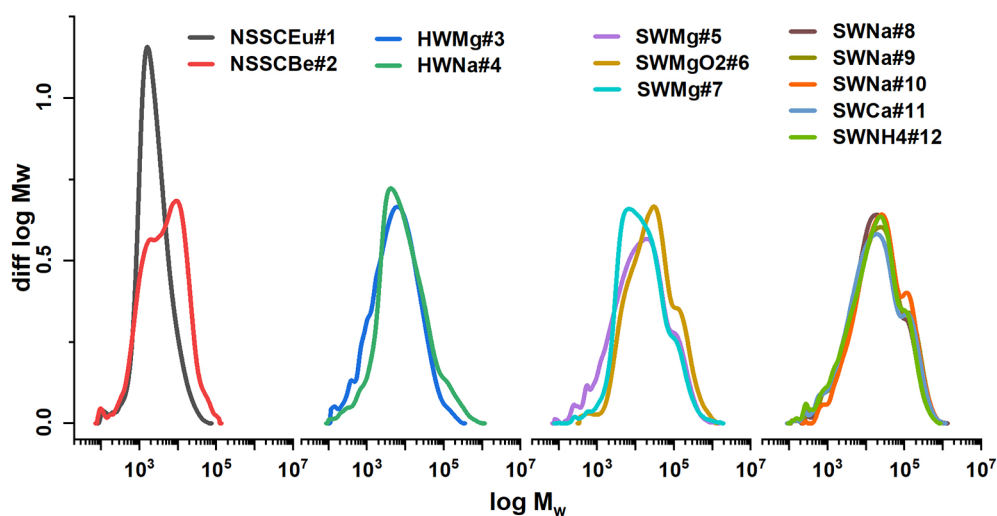 NSSCEu#1
NSSCBe#2
HWMg#3
HWNa#4
SWMg#5
SWMgO2#6
SWMg#7
SWNa#8
SWNa#9
SWNa#10
SWCa#11
SWNH4#12
diff log Mw
1.0
0.5
0.0
10³ 10⁵ 10⁷ 10³ 10⁵ 10⁷ 10³ 10⁵ 10⁷ 10³ 10⁵ 10⁷
log Mw